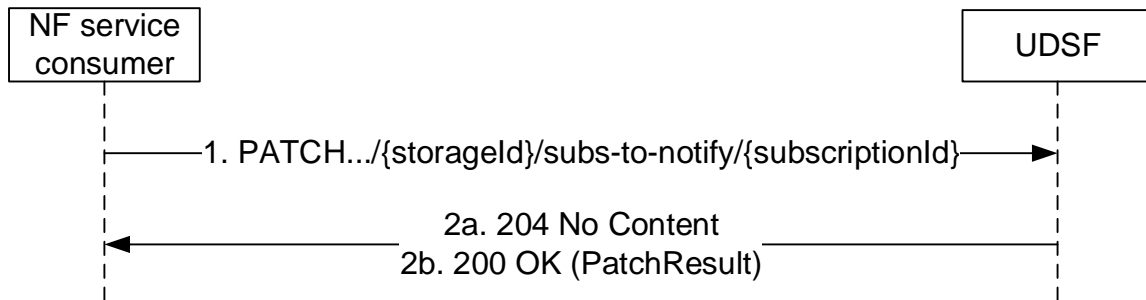 NF service
consumer
UDSF
1. PATCH.../{storageId}/subs-to-notify/{subscriptionId}
2a. 204 No Content
2b. 200 OK (PatchResult)